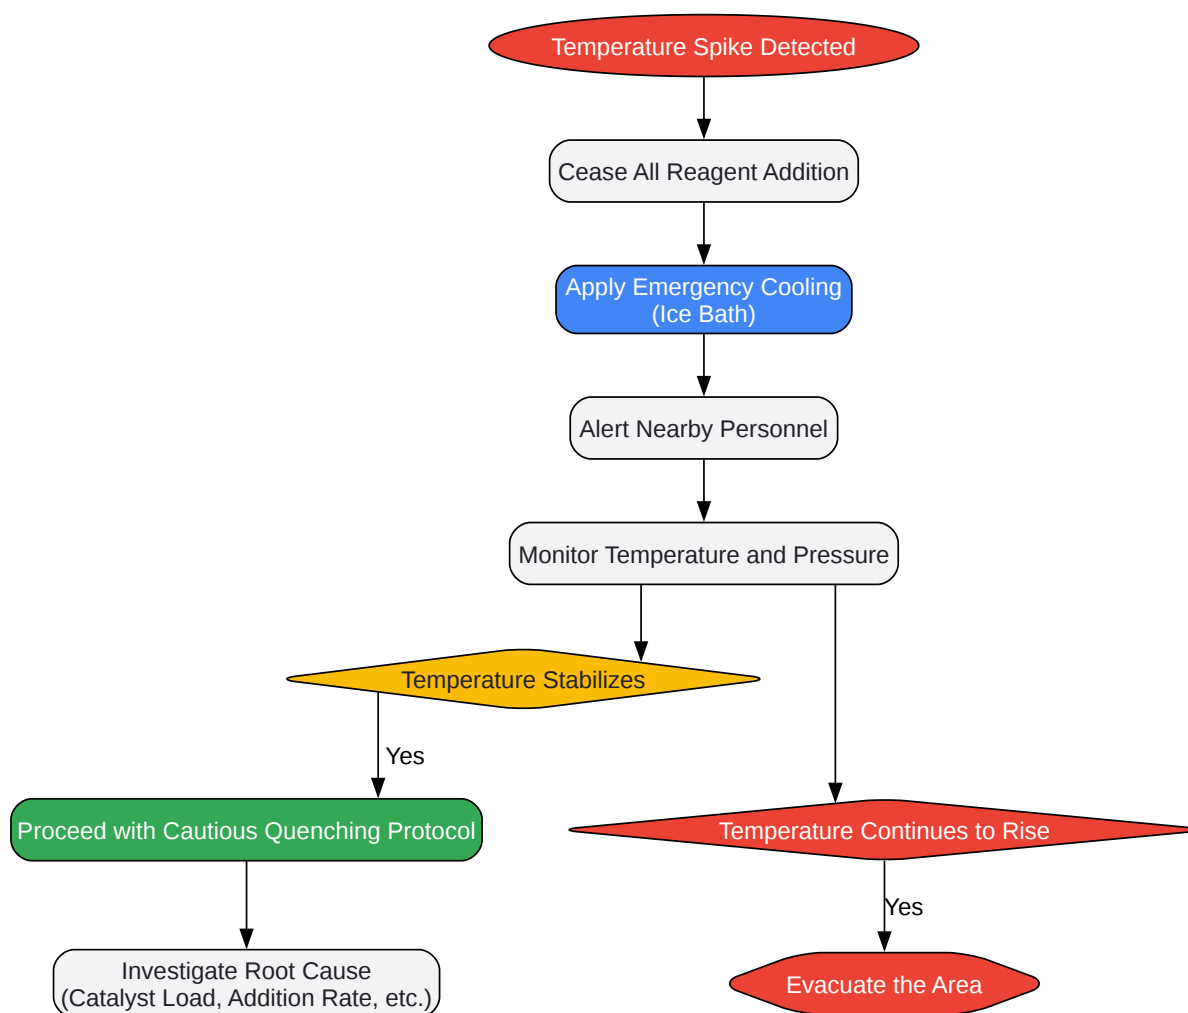 Temperature Spike Detected
Cease All Reagent Addition
Apply Emergency Cooling
(Ice Bath)
Alert Nearby Personnel
Monitor Temperature and Pressure
Temperature Stabilizes
Yes
Proceed with Cautious Quenching Protocol
Temperature Continues to Rise
Yes
Investigate Root Cause
(Catalyst Load, Addition Rate, etc.)
Evacuate the Area